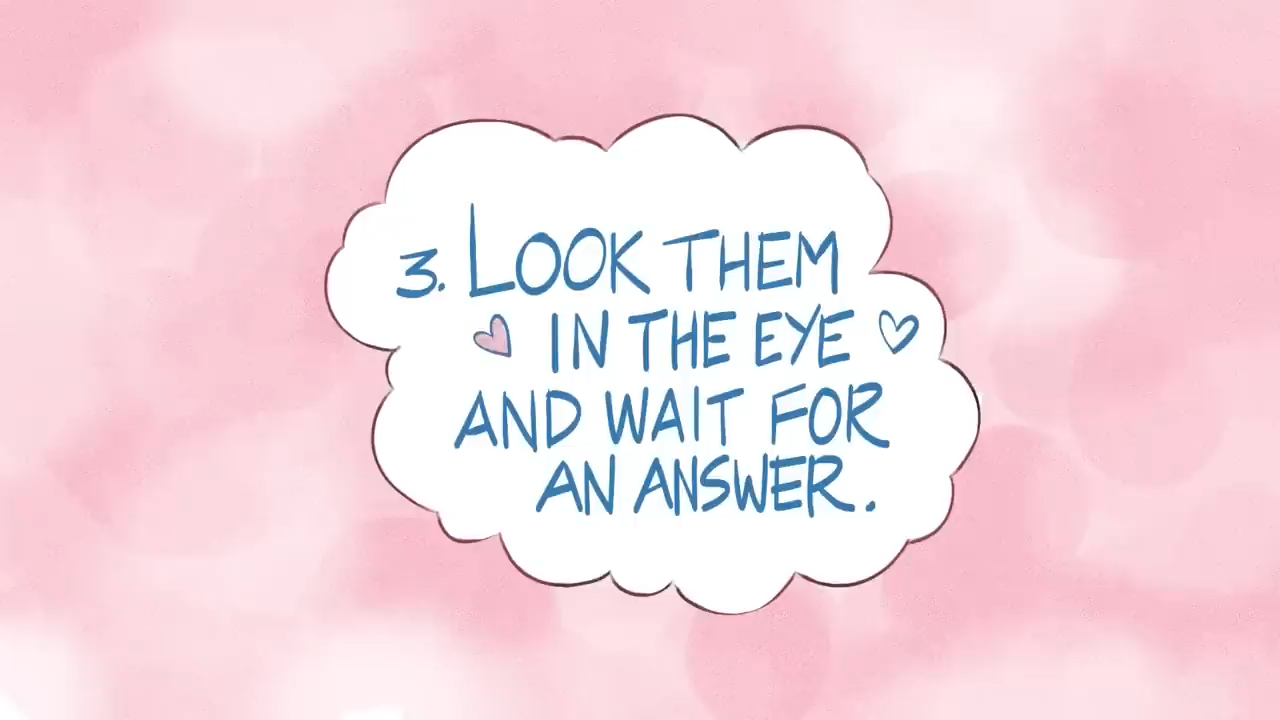 3. LOOK THEM
IN THE EYE
AND WAIT FOR
AN ANSWER.